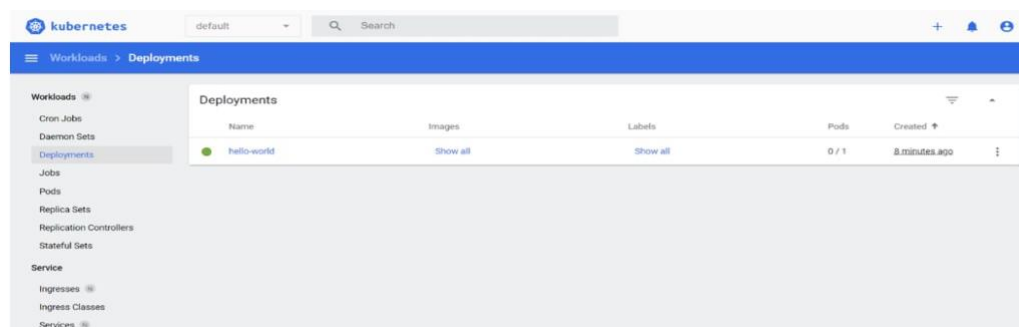 kubernetes default Search +
Workloads > Deployments
Workloads N
Cron Jobs
Daemon Sets
Deployments
Jobs
Pods
Replica Sets
Replication Controllers
Stateful Sets
Service
Ingresses N
Ingress Classes
Services N
Deployments
Name Images Labels Pods Created ↑
hello-world Show all Show all 0 / 1 8 minutes ago